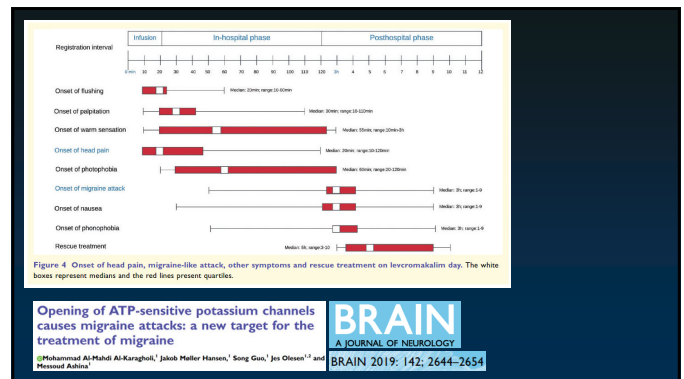 Infusion In-hospital phase Posthospital phase
Registration interval
0 min 10 20 30 40 50 60 70 80 90 100 110 120 3h 4 5 6 7 8 9 10 11 12
Onset of flushing Median: 20min; range:10-60min
Onset of palpitation Median: 30min; range:10-110min
Onset of warm sensation Median: 55min; range:10min-3h
Onset of head pain Median: 20min; range:10-120min
Onset of photophobia Median: 60min; range:20-120min
Onset of migraine attack Median: 3h; range:1-9
Onset of nausea Median: 3h; range:1-9
Onset of phonophobia Median: 3h; range:1-9
Rescue treatment Median: 5h; range:3-10
Figure 4 Onset of head pain, migraine-like attack, other symptoms and rescue treatment on levcromakalim day. The white
boxes represent medians and the red lines present quartiles.
Opening of ATP-sensitive potassium channels
causes migraine attacks: a new target for the
treatment of migraine
Mohammad Al-Mahdi Al-Karagholi,¹ Jakob Møller Hansen,¹ Song Guo,¹ Jes Olesen¹,² and
Messoud Ashina¹
BRAIN
A JOURNAL OF NEUROLOGY
BRAIN 2019: 142; 2644–2654